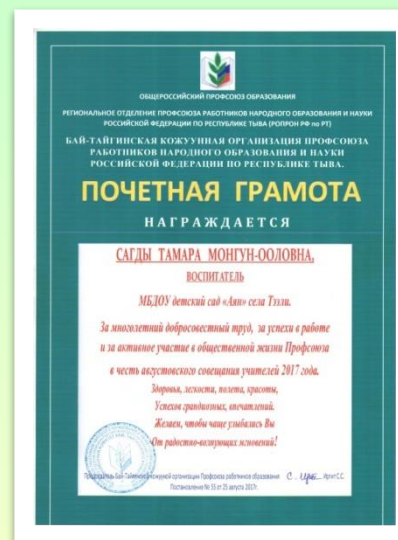 ОБЩЕРОССИЙСКИЙ ПРОФСОЮЗ ОБРАЗОВАНИЯ
РЕГИОНАЛЬНОЕ ОТДЕЛЕНИЕ ПРОФСОЮЗА РАБОТНИКОВ НАРОДНОГО ОБРАЗОВАНИЯ И НАУКИ
РОССИЙСКОЙ ФЕДЕРАЦИИ ПО РЕСПУБЛИКЕ ТЫВА (РОПРОН РФ по РТ)
БАЙ-ТАЙГИНСКАЯ КОЖУУННАЯ ОРГАНИЗАЦИЯ ПРОФСОЮЗА
РАБОТНИКОВ НАРОДНОГО ОБРАЗОВАНИЯ И НАУКИ
РОССИЙСКОЙ ФЕДЕРАЦИИ ПО РЕСПУБЛИКЕ ТЫВА.
ПОЧЕТНАЯ ГРАМОТА
НАГРАЖДАЕТСЯ
САГДЫ ТАМАРА МОНГУН-ООЛОВНА,
ВОСПИТАТЕЛЬ
МБДОУ детский сад «Аян» села Тээли.
За многолетний добросовестный труд, за успехи в работе
и за активное участие в общественной жизни Профсоюза
в честь августовского совещания учителей 2017 года.
Здоровья, легкости, полета, красоты,
Успехов грандиозных, впечатлений.
Желаем, чтобы чаще улыбались Вы
От радостно-волнующих мгновений!
Председатель Бай-Тайгинской кожууной организации Профсоюза работников образования Иргит С.С.
Постановление № 55 от 25 августа 2017г.